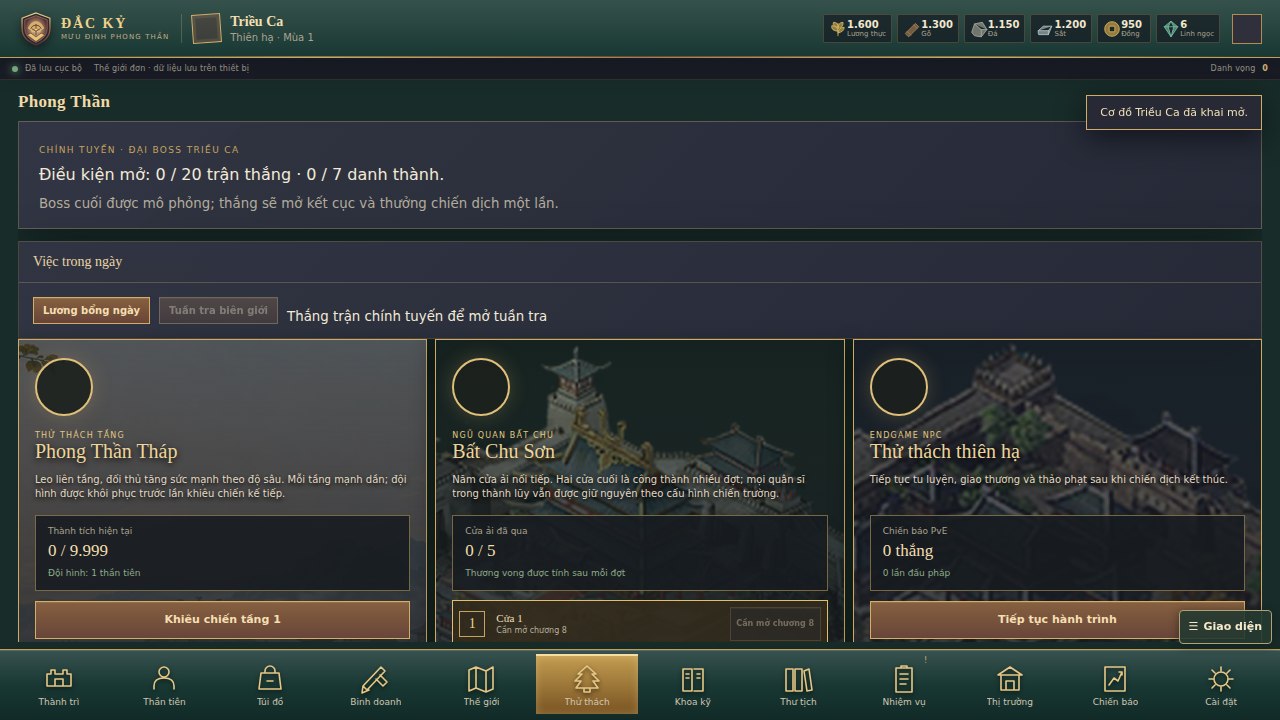 ĐẮC KỶ
MƯU ĐỊNH PHONG THẦN
Triều Ca
Thiên hạ · Mùa 1
1.600
Lương thực
1.300
Gỗ
1.150
Đá
1.200
Sắt
950
Đồng
6
Linh ngọc
Đã lưu cục bộ Thế giới đơn · dữ liệu lưu trên thiết bị
Danh vọng 0
Phong Thần
Cơ đồ Triều Ca đã khai mở.
CHÍNH TUYẾN · ĐẠI BOSS TRIỀU CA
Điều kiện mở: 0 / 20 trận thắng · 0 / 7 danh thành.
Boss cuối được mô phỏng; thắng sẽ mở kết cục và thưởng chiến dịch một lần.
Việc trong ngày
Lương bổng ngày
Tuần tra biên giới
Thắng trận chính tuyến để mở tuần tra
THỬ THÁCH TẦNG
Phong Thần Tháp
Leo liên tầng, đối thủ tăng sức mạnh theo độ sâu. Mỗi tầng mạnh dần; đội
hình được khôi phục trước lần khiêu chiến kế tiếp.
Thành tích hiện tại
0 / 9.999
Đội hình: 1 thần tiên
Khiêu chiến tầng 1
NGŨ QUAN BẤT CHU
Bất Chu Sơn
Năm cửa ải nối tiếp. Hai cửa cuối là công thành nhiều đợt; mọi quân sĩ
trong thành lũy vẫn được giữ nguyên theo cấu hình chiến trường.
Cửa ải đã qua
0 / 5
Thương vong được tính sau mỗi đợt
1
Cửa 1
Cần mở chương 8
Cần mở chương 8
ENDGAME NPC
Thử thách thiên hạ
Tiếp tục tu luyện, giao thương và thảo phạt sau khi chiến dịch kết thúc.
Chiến báo PvE
0 thắng
0 lần đấu pháp
Tiếp tục hành trình
☰ Giao diện
Thành trì
Thần tiên
Túi đồ
Binh doanh
Thế giới
Thử thách
Khoa kỹ
Thư tịch
!
Nhiệm vụ
Thị trường
Chiến báo
Cài đặt